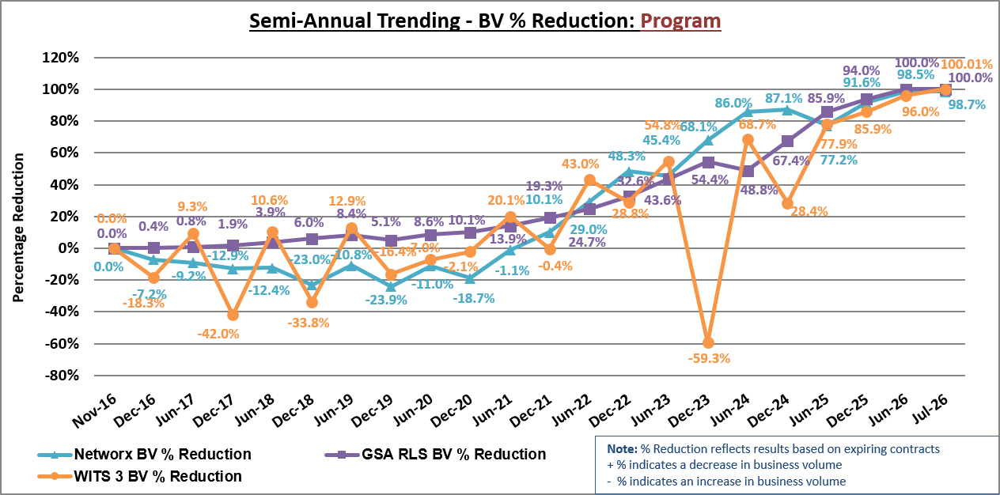 Semi-Annual Trending - BV % Reduction: Program
Percentage Reduction
120%
100%
80%
60%
40%
20%
0%
-20%
-40%
-60%
-80%
0.0%
0.0%
0.0%
0.4%
-7.2%
-18.3%
9.3%
0.8%
-9.2%
1.9%
-12.9%
-42.0%
10.6%
3.9%
-12.4%
6.0%
-23.0%
-33.8%
12.9%
8.4%
-10.8%
5.1%
-16.4%
-23.9%
8.6%
-7.0%
-11.0%
10.1%
-2.1%
-18.7%
20.1%
13.9%
-1.1%
19.3%
10.1%
-0.4%
43.0%
29.0%
24.7%
48.3%
32.6%
28.8%
54.8%
45.4%
43.6%
68.1%
54.4%
-59.3%
86.0%
68.7%
48.8%
87.1%
67.4%
28.4%
85.9%
77.9%
77.2%
94.0%
91.6%
85.9%
100.0%
98.5%
96.0%
100.01%
100.0%
98.7%
Nov-16
Dec-16
Jun-17
Dec-17
Jun-18
Dec-18
Jun-19
Dec-19
Jun-20
Dec-20
Jun-21
Dec-21
Jun-22
Dec-22
Jun-23
Dec-23
Jun-24
Dec-24
Jun-25
Dec-25
Jun-26
Jul-26
Networx BV % Reduction
GSA RLS BV % Reduction
WITS 3 BV % Reduction
Note: % Reduction reflects results based on expiring contracts
+ % indicates a decrease in business volume
- % indicates an increase in business volume